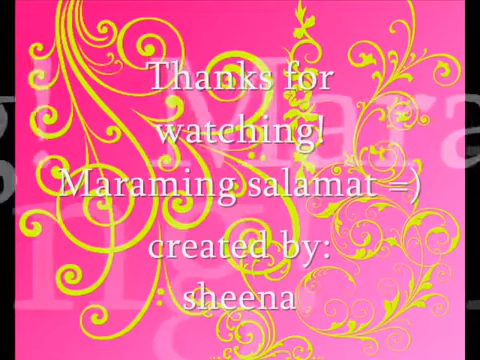 Thanks for
watching!
Maraming salamat =)
created by:
sheena